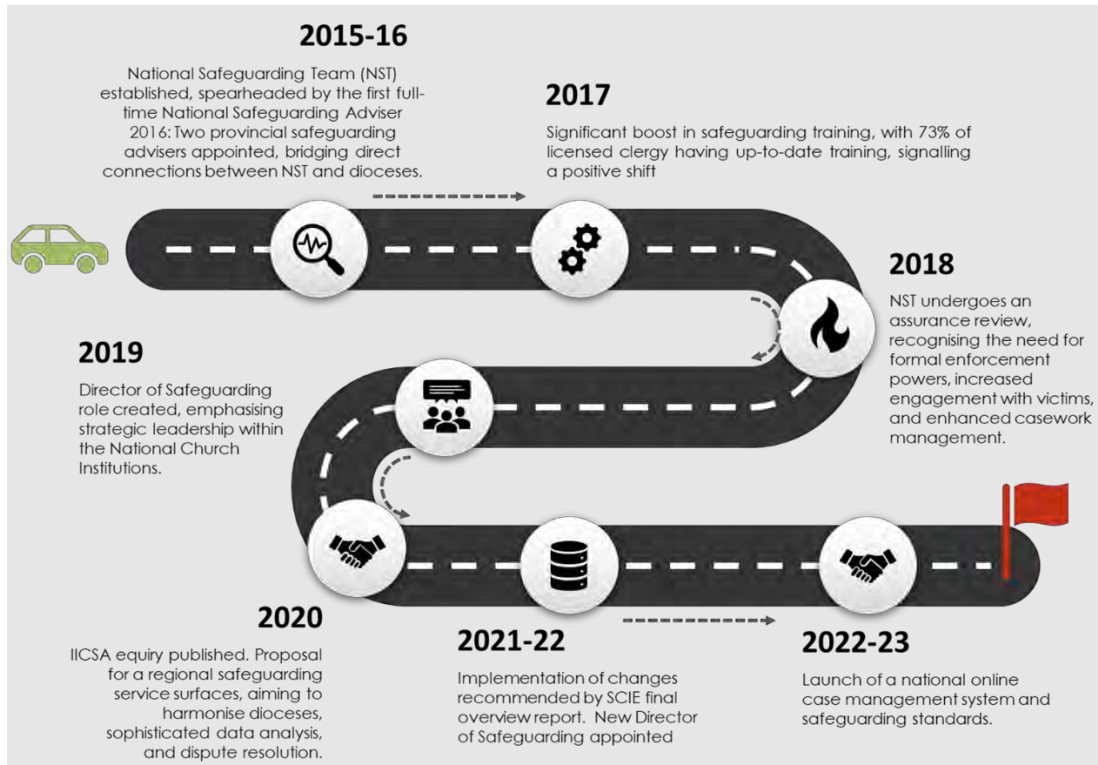 2015-16
National Safeguarding Team (NST)
established, spearheaded by the first full-
time National Safeguarding Adviser
2016: Two provincial safeguarding
advisers appointed, bridging direct
connections between NST and dioceses.
2017
Significant boost in safeguarding training, with 73% of
licensed clergy having up-to-date training, signalling
a positive shift
2018
NST undergoes an
assurance review,
recognising the need for
formal enforcement
powers, increased
engagement with victims,
and enhanced casework
management.
2019
Director of Safeguarding
role created, emphasising
strategic leadership within
the National Church
Institutions.
2020
IICSA equiry published. Proposal
for a regional safeguarding
service surfaces, aiming to
harmonise dioceses,
sophisticated data analysis,
and dispute resolution.
2021-22
Implementation of changes
recommended by SCIE final
overview report. New Director
of Safeguarding appointed
2022-23
Launch of a national online
case management system and
safeguarding standards.